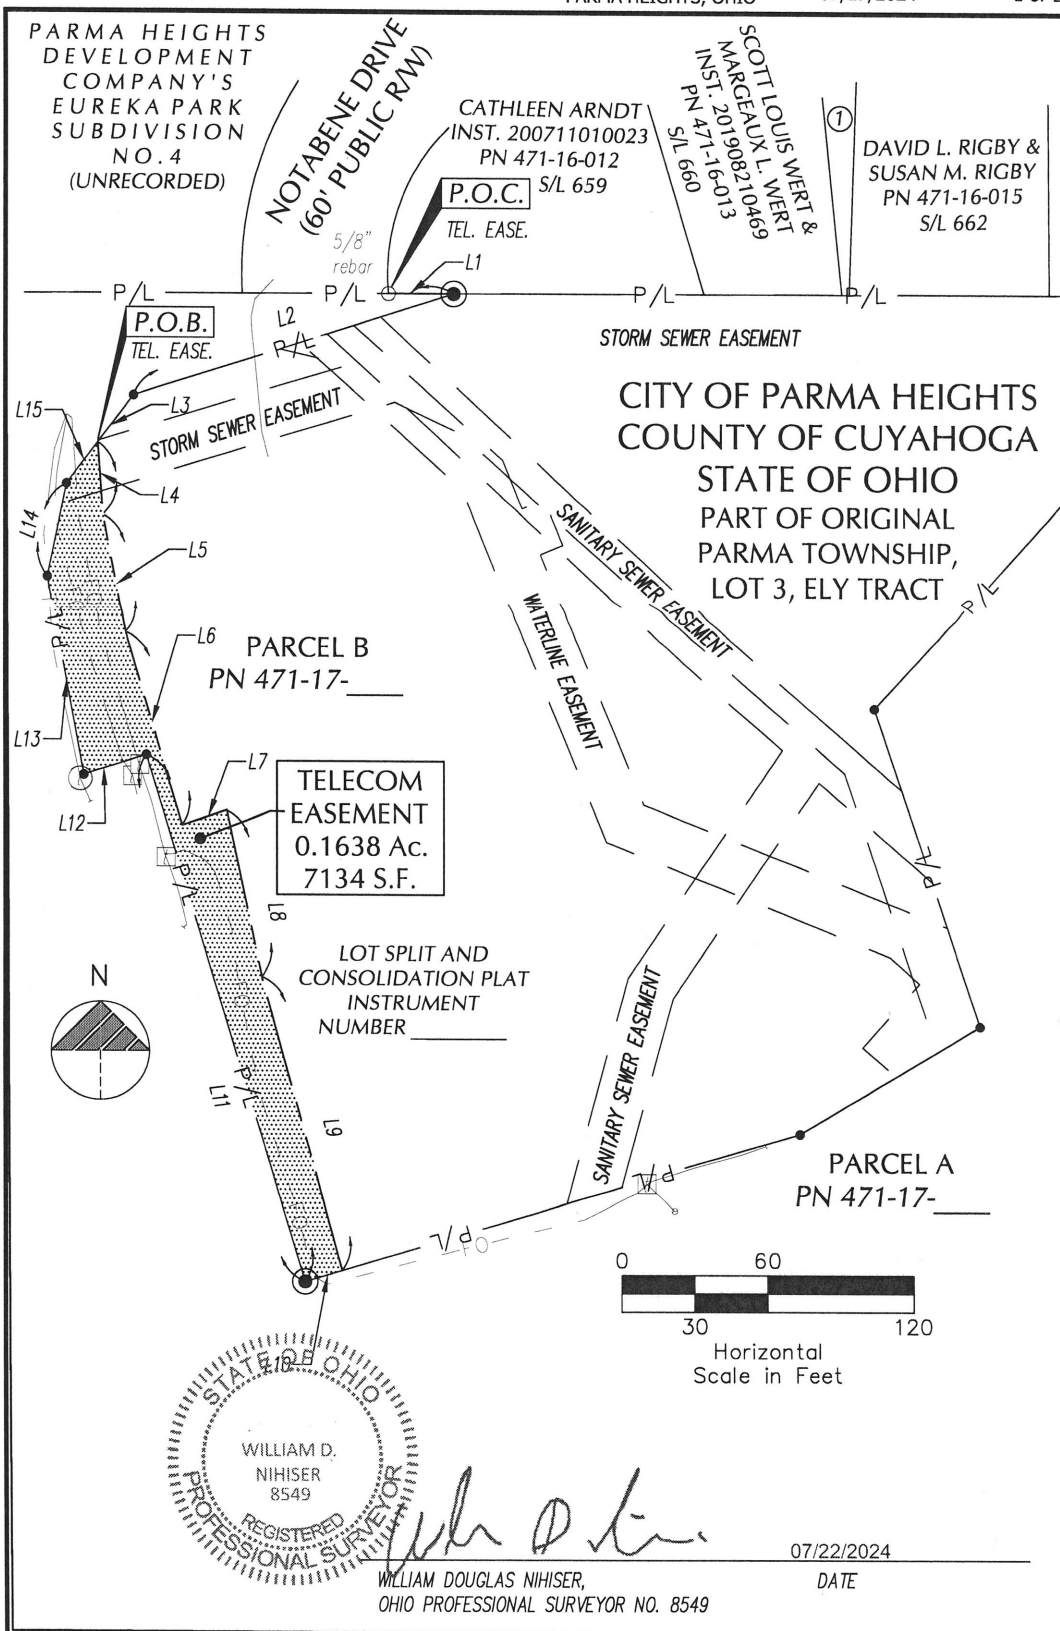 PARMA HEIGHTS, OHIO
PARMA HEIGHTS
DEVELOPMENT
COMPANY'S
EUREKA PARK
SUBDIVISION
NO. 4
(UNRECORDED)
NOTABENE DRIVE
(60' PUBLIC R/W)
CATHLEEN ARNDT
INST. 200711010023
PN 471-16-012
S/L 659
SCOTT LOUIS WERT &
MARGEAUX L. WERT
INST. 201908210469
PN 471-16-013
S/L 660
1
DAVID L. RIGBY &
SUSAN M. RIGBY
PN 471-16-015
S/L 662
P.O.C.
TEL. EASE.
5/8"
rebar
L1
P/L
P/L
P/L
P/L
P.O.B.
TEL. EASE.
L2
P/L
STORM SEWER EASEMENT
L15
L3
STORM SEWER EASEMENT
CITY OF PARMA HEIGHTS
COUNTY OF CUYAHOGA
STATE OF OHIO
PART OF ORIGINAL
PARMA TOWNSHIP,
LOT 3, ELY TRACT
L4
L14
L5
SANITARY SEWER EASEMENT
P/L
P/L
L6
PARCEL B
PN 471-17-____
WATERLINE EASEMENT
L13
L7
L12
TELECOM
EASEMENT
0.1638 Ac.
7134 S.F.
P/L
P/L
L8
LOT SPLIT AND
CONSOLIDATION PLAT
INSTRUMENT
NUMBER ________
N
SANITARY SEWER EASEMENT
P/L
L11
L9
PARCEL A
PN 471-17-____
P/L
P/L
FO
0 60
30 120
Horizontal
Scale in Feet
L10
STATE OF OHIO
WILLIAM D.
NIHISER
8549
REGISTERED
PROFESSIONAL SURVEYOR
07/22/2024
WILLIAM DOUGLAS NIHISER,
DATE
OHIO PROFESSIONAL SURVEYOR NO. 8549